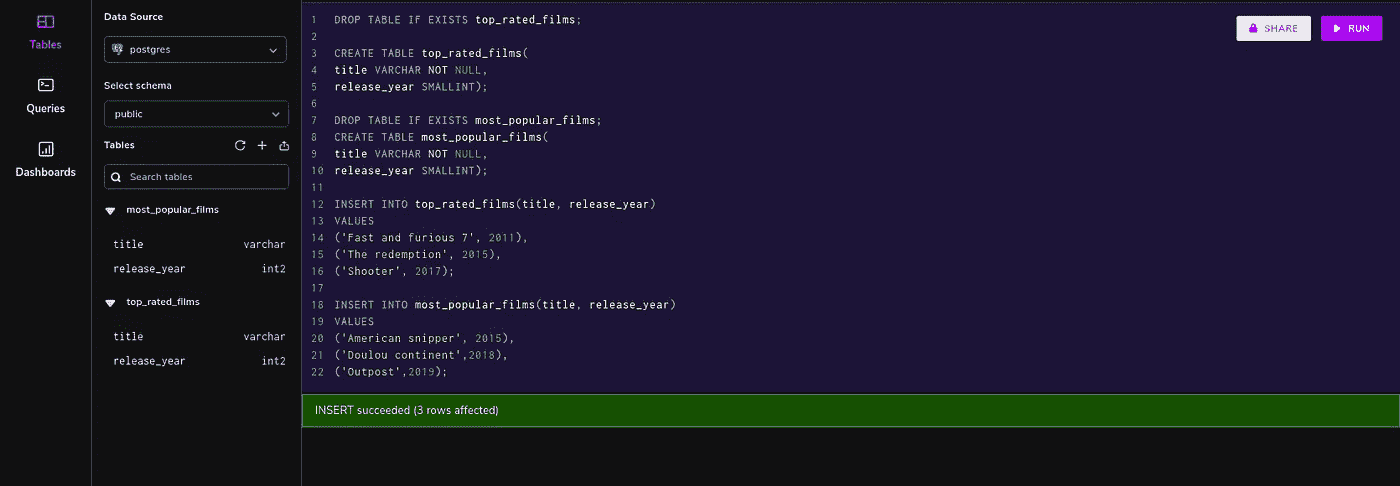 Tables
Queries
Dashboards
Data Source
postgres
Select schema
public
Tables
Search tables
most_popular_films
title varchar
release_year int2
top_rated_films
title varchar
release_year int2
SHARE
RUN
1 DROP TABLE IF EXISTS top_rated_films;
2
3 CREATE TABLE top_rated_films(
4 title VARCHAR NOT NULL,
5 release_year SMALLINT);
6
7 DROP TABLE IF EXISTS most_popular_films;
8 CREATE TABLE most_popular_films(
9 title VARCHAR NOT NULL,
10 release_year SMALLINT);
11
12 INSERT INTO top_rated_films(title, release_year)
13 VALUES
14 ('Fast and furious 7', 2011),
15 ('The redemption', 2015),
16 ('Shooter', 2017);
17
18 INSERT INTO most_popular_films(title, release_year)
19 VALUES
20 ('American snipper', 2015),
21 ('Doulou continent',2018),
22 ('Outpost',2019);
INSERT succeeded (3 rows affected)